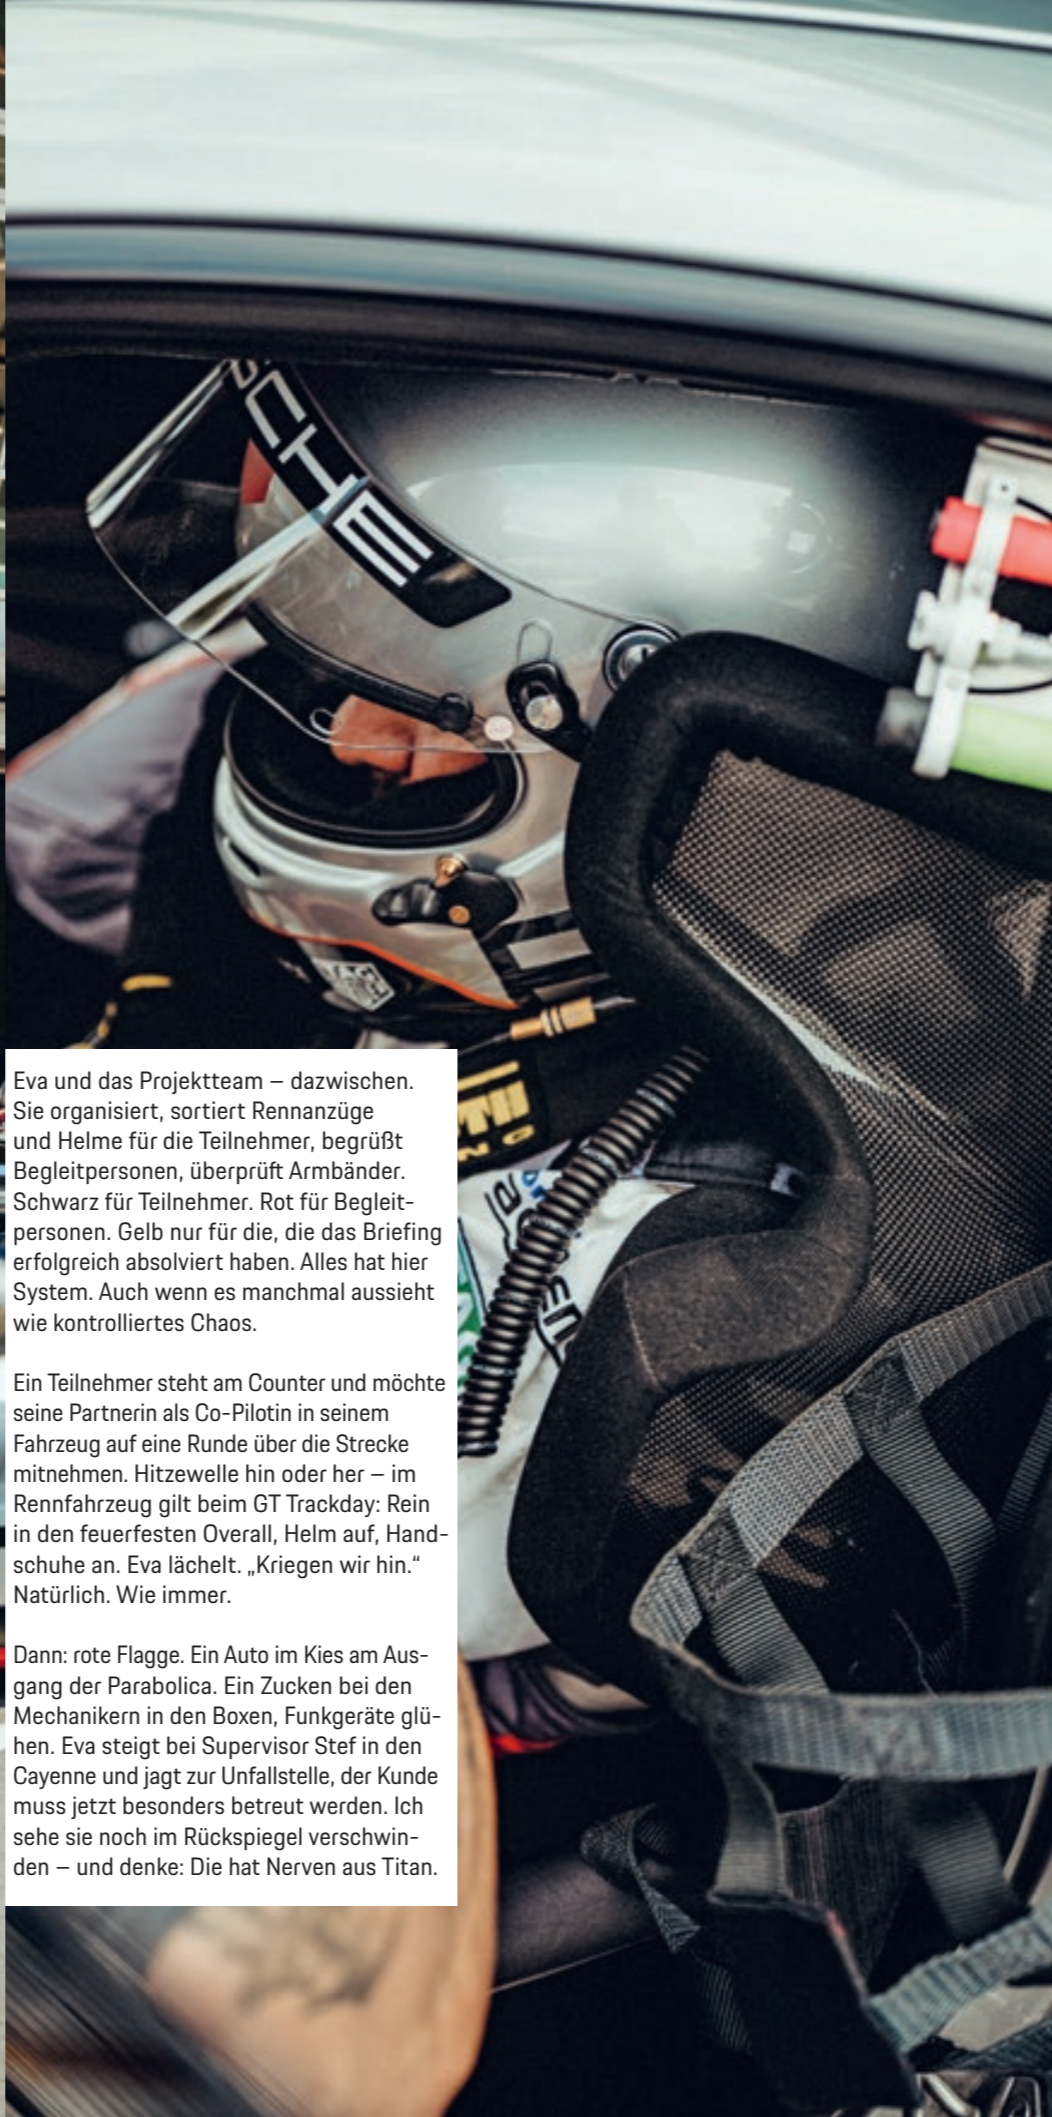 SCHE
Eva und das Projektteam – dazwischen.
Sie organisiert, sortiert Rennanzüge
und Helme für die Teilnehmer, begrüßt
Begleitpersonen, überprüft Armbänder.
Schwarz für Teilnehmer. Rot für Begleit-
personen. Gelb nur für die, die das Briefing
erfolgreich absolviert haben. Alles hat hier
System. Auch wenn es manchmal aussieht
wie kontrolliertes Chaos.
Ein Teilnehmer steht am Counter und möchte
seine Partnerin als Co-Pilotin in seinem
Fahrzeug auf eine Runde über die Strecke
mitnehmen. Hitzewelle hin oder her – im
Rennfahrzeug gilt beim GT Trackday: Rein
in den feuerfesten Overall, Helm auf, Hand-
schuhe an. Eva lächelt. „Kriegen wir hin.“
Natürlich. Wie immer.
Dann: rote Flagge. Ein Auto im Kies am Aus-
gang der Parabolica. Ein Zucken bei den
Mechanikern in den Boxen, Funkgeräte glü-
hen. Eva steigt bei Supervisor Stef in den
Cayenne und jagt zur Unfallstelle, der Kunde
muss jetzt besonders betreut werden. Ich
sehe sie noch im Rückspiegel verschwin-
den – und denke: Die hat Nerven aus Titan.